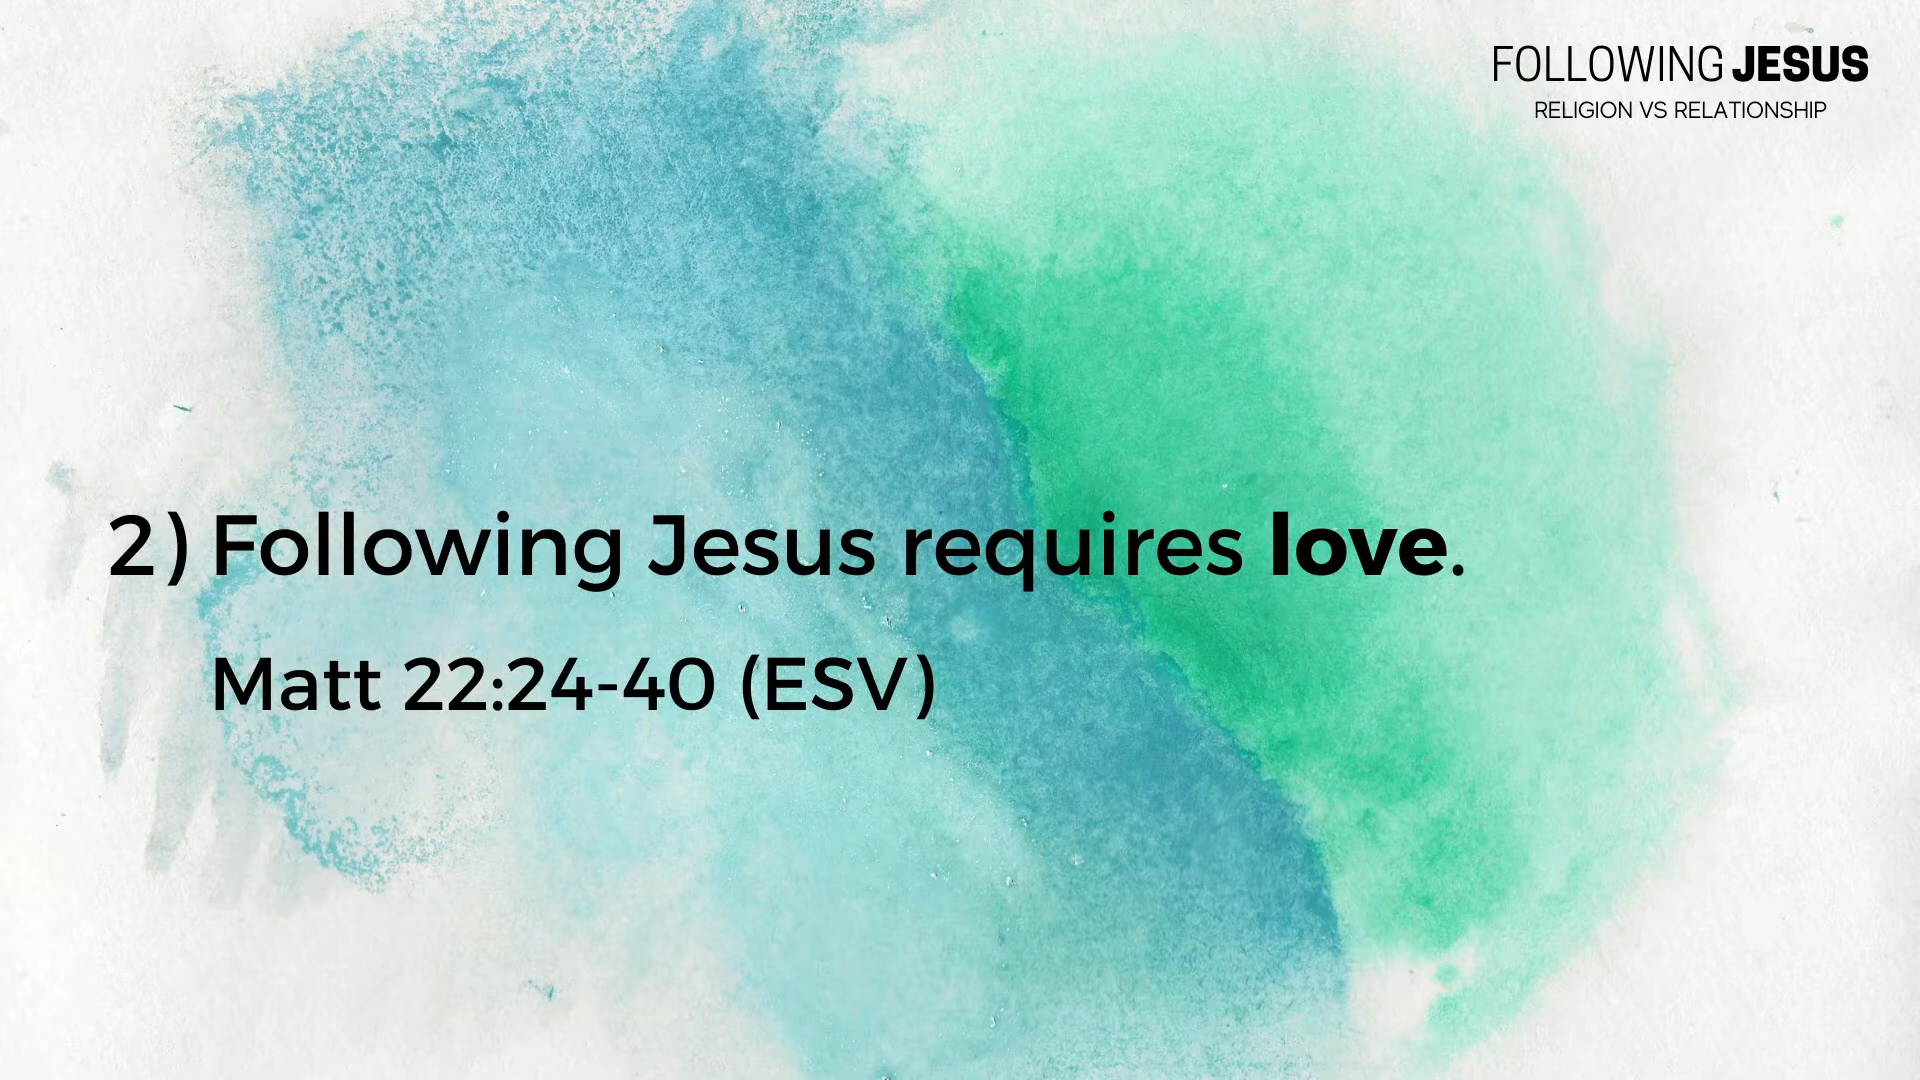 FOLLOWING JESUS
RELIGION VS RELATIONSHIP
2) Following Jesus requires love.
Matt 22:24-40 (ESV)